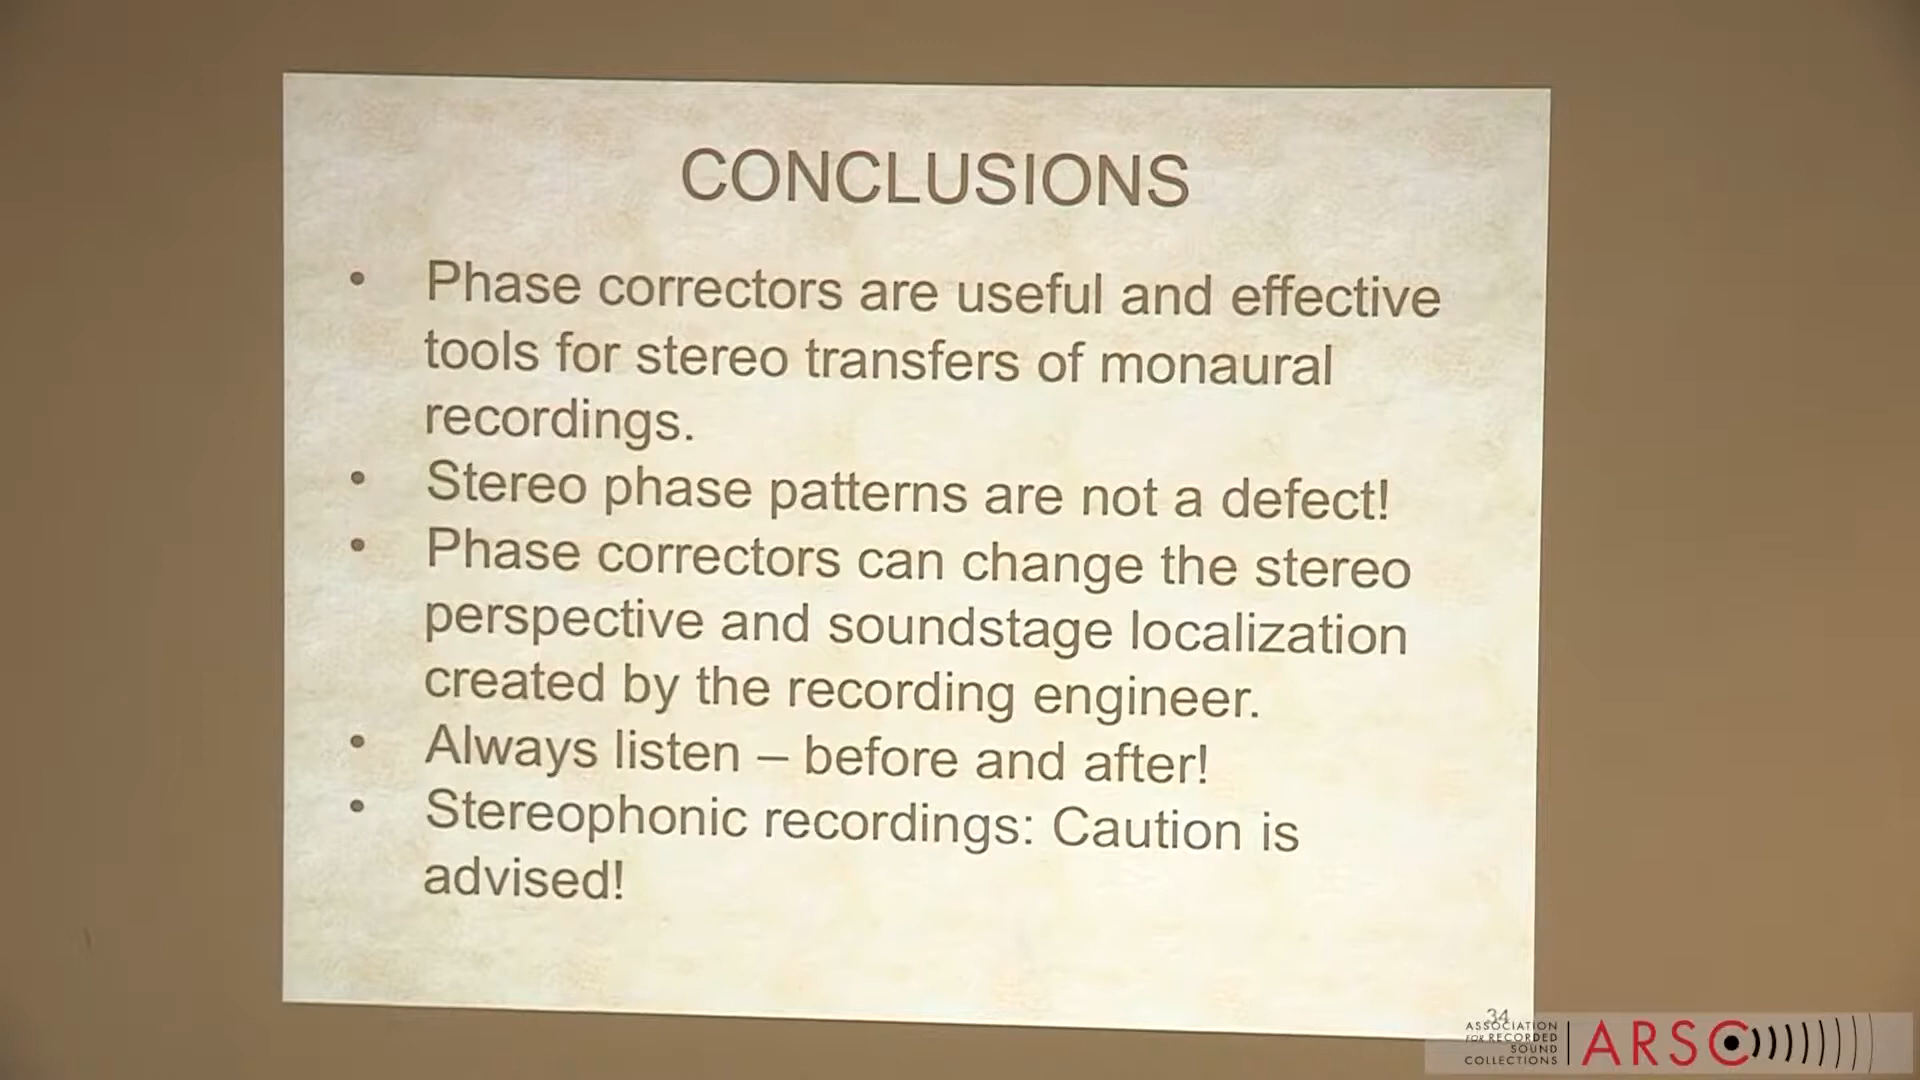 CONCLUSIONS
• Phase correctors are useful and effective
tools for stereo transfers of monaural
recordings.
• Stereo phase patterns are not a defect!
• Phase correctors can change the stereo
perspective and soundstage localization
created by the recording engineer.
• Always listen – before and after!
• Stereophonic recordings: Caution is
advised!
34
ASSOCIATION
FOR RECORDED
SOUND
COLLECTIONS
ARSC